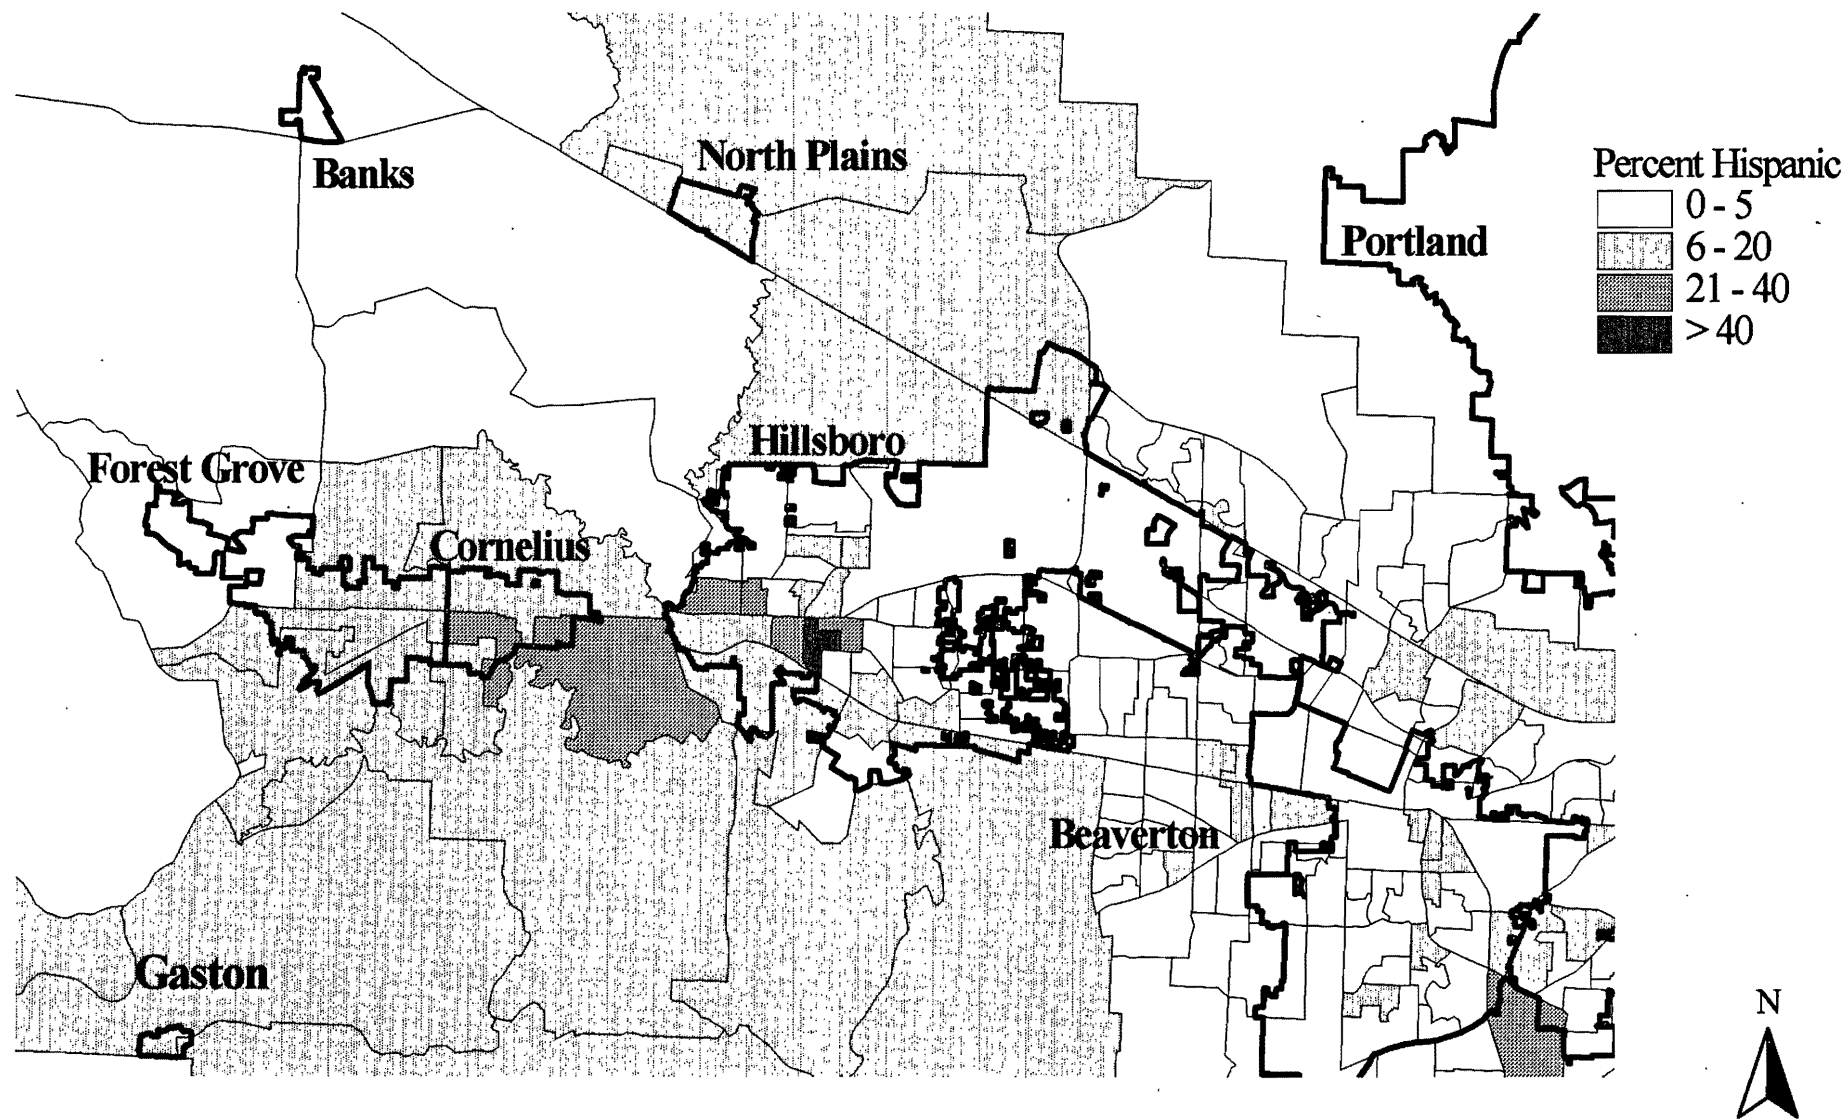 Banks
North Plains
Percent Hispanic
0 - 5
6 - 20
21 - 40
> 40
Portland
Hillsboro
Forest Grove
Cornelius
Beaverton
Gaston
N